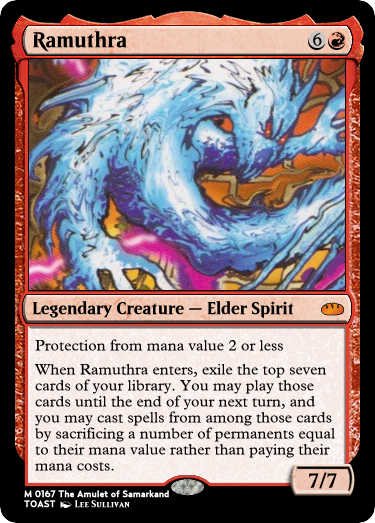 Ramuthra 6
Legendary Creature — Elder Spirit
Protection from mana value 2 or less
When Ramuthra enters, exile the top seven
cards of your library. You may play those
cards until the end of your next turn, and
you may cast spells from among those cards
by sacrificing a number of permanents equal
to their mana value rather than paying their
mana costs.
7/7
M 0167 The Amulet of Samarkand
TOAST Lee Sullivan